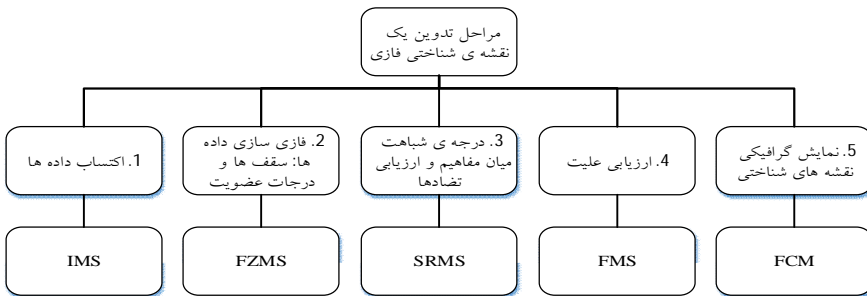 مراحل تدوین یک
نقشه ی شناختی فازی
1. اکتساب داده ها
2. فازی سازی داده
ها: سقف ها و
درجات عضویت
3. درجه ی شباهت
میان مفاهیم و ارزیابی
تضادها
4. ارزیابی علیت
5. نمایش گرافیکی
نقشه های شناختی
IMS
FZMS
SRMS
FMS
FCM